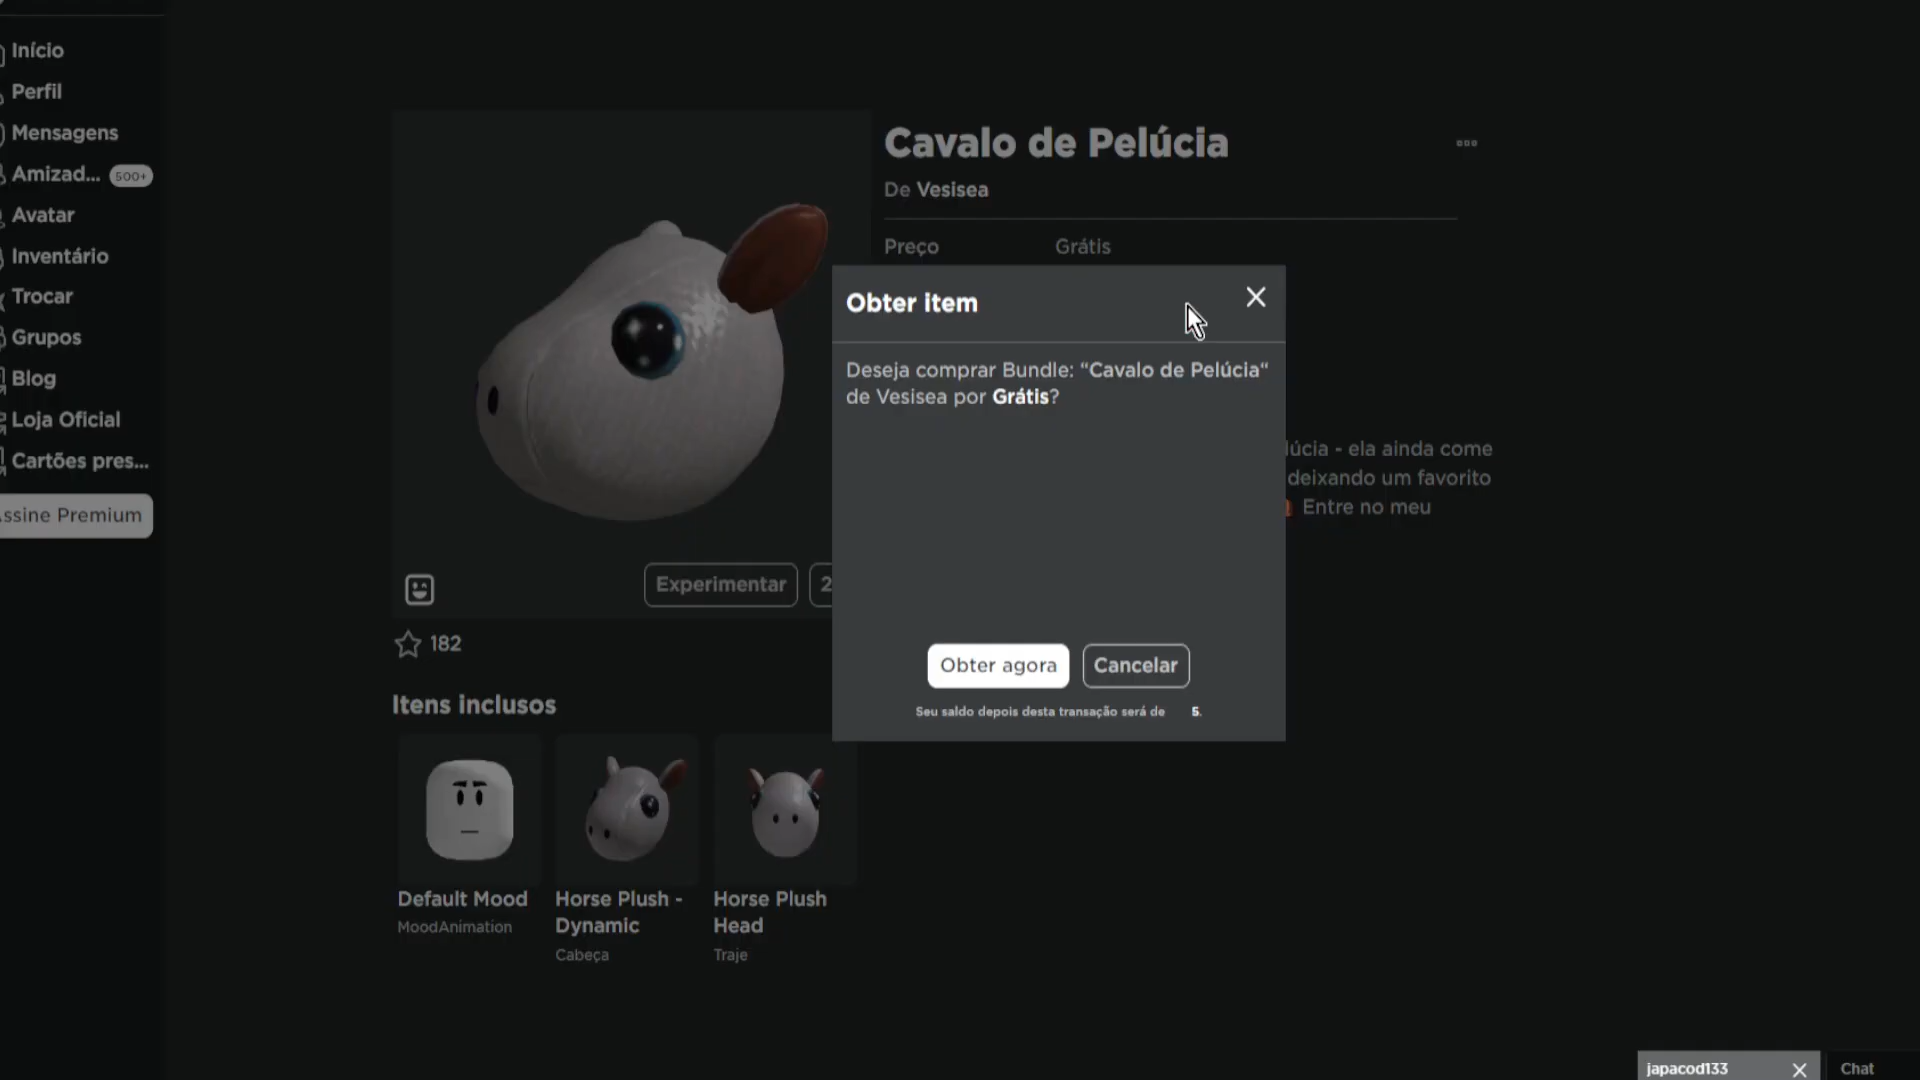 Início
Perfil
Mensagens
Amizad... 500+
Avatar
Inventário
Trocar
Grupos
Blog
Loja Oficial
Cartões pres...
ssine Premium
Cavalo de Pelúcia
De Vesisea
Preço Grátis
Obter item
Deseja comprar Bundle: “Cavalo de Pelúcia“
de Vesisea por Grátis?
lúcia - ela ainda come
deixando um favorito
Entre no meu
Obter agora Cancelar
Seu saldo depois desta transação será de 5.
Experimentar 2
182
Itens inclusos
Default Mood
MoodAnimation
Horse Plush -
Dynamic
Cabeça
Horse Plush
Head
Traje
japacod133
Chat